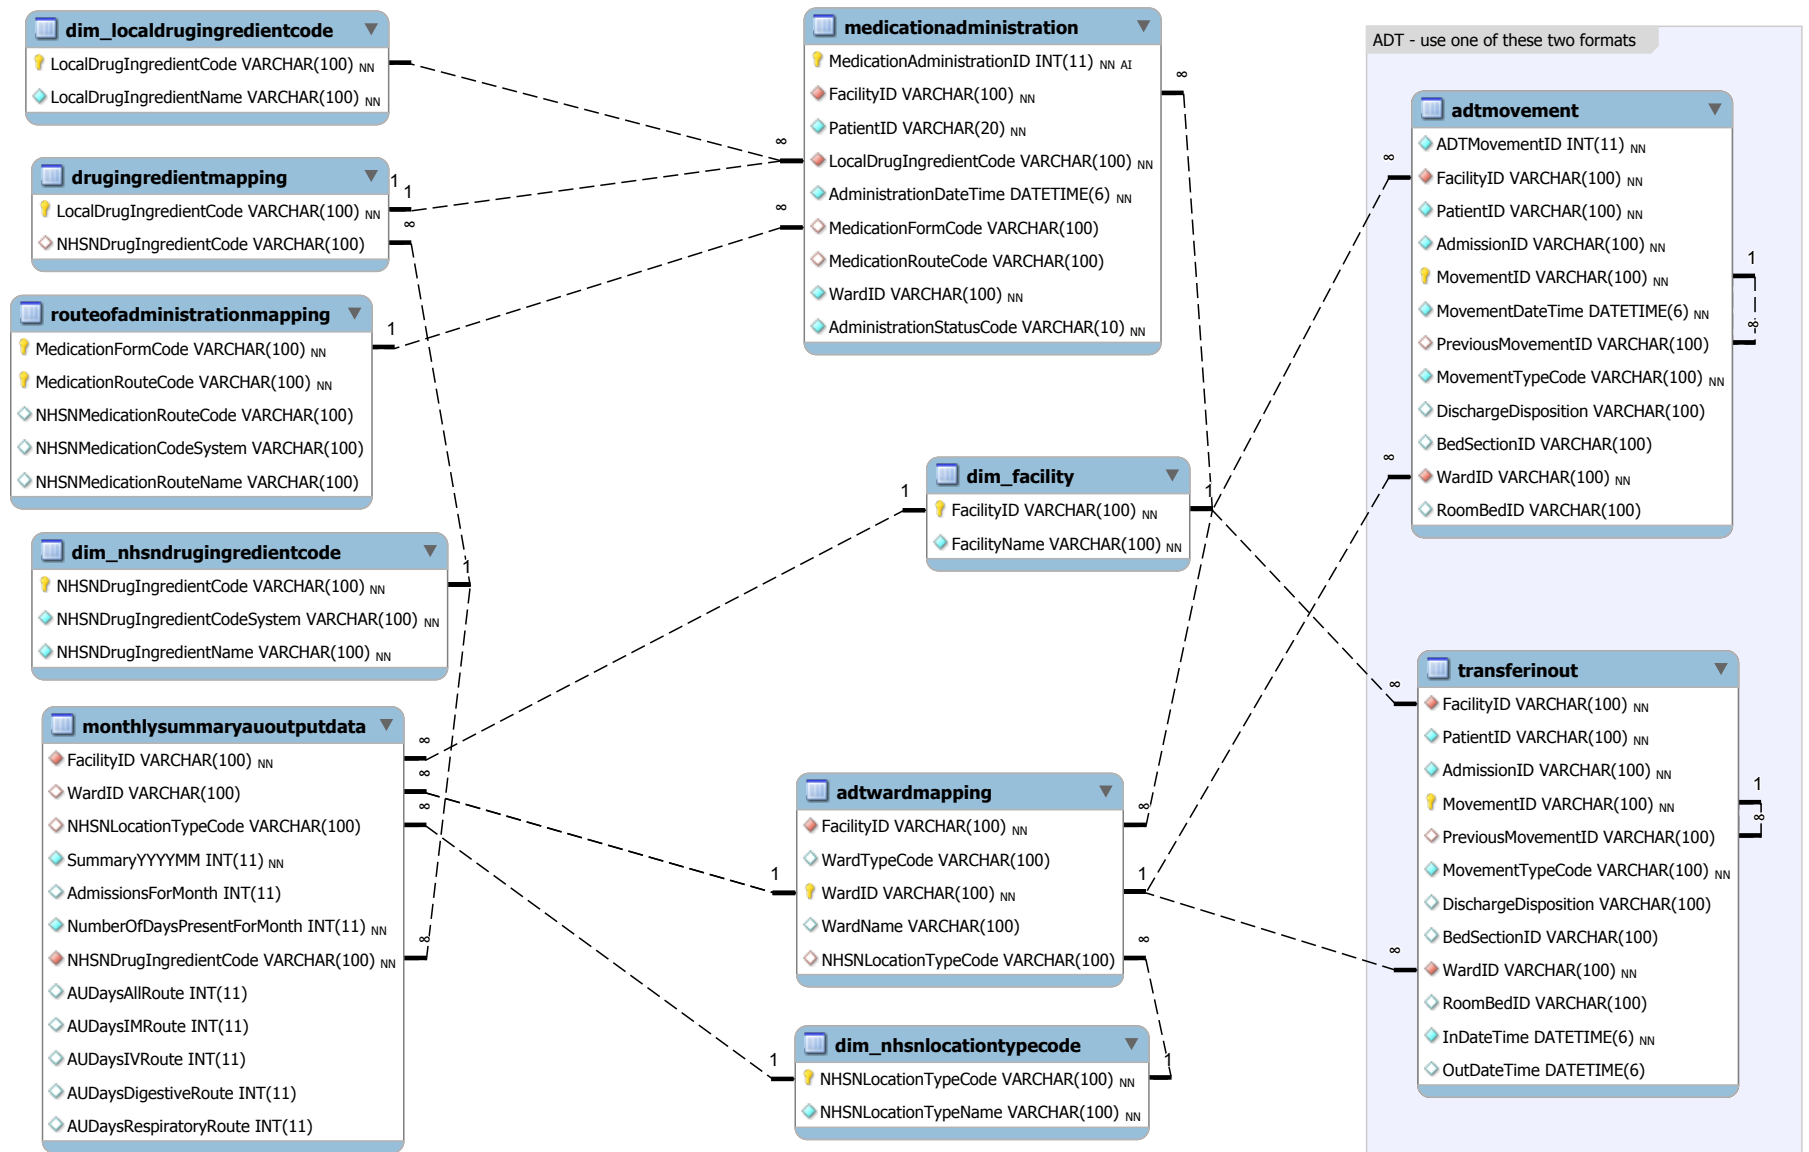 dim_localdrugingredientcode
LocalDrugIngredientCode VARCHAR(100) NN
LocalDrugIngredientName VARCHAR(100) NN
drugingredientmapping
LocalDrugIngredientCode VARCHAR(100) NN
NHSNDrugIngredientCode VARCHAR(100)
1
1
∞
routeofadministrationmapping
MedicationFormCode VARCHAR(100) NN
MedicationRouteCode VARCHAR(100) NN
NHSNMedicationRouteCode VARCHAR(100)
NHSNMedicationCodeSystem VARCHAR(100)
NHSNMedicationRouteName VARCHAR(100)
1
dim_nhsndrugingredientcode
NHSNDrugIngredientCode VARCHAR(100) NN
NHSNDrugIngredientCodeSystem VARCHAR(100) NN
NHSNDrugIngredientName VARCHAR(100) NN
1
monthlysummaryauoutputdata
FacilityID VARCHAR(100) NN
WardID VARCHAR(100)
NHSNLocationTypeCode VARCHAR(100)
SummaryYYYYMM INT(11) NN
AdmissionsForMonth INT(11)
NumberOfDaysPresentForMonth INT(11) NN
NHSNDrugIngredientCode VARCHAR(100) NN
AUDaysAllRoute INT(11)
AUDaysIMRoute INT(11)
AUDaysIVRoute INT(11)
AUDaysDigestiveRoute INT(11)
AUDaysRespiratoryRoute INT(11)
∞
∞
∞
∞
medicationadministration
MedicationAdministrationID INT(11) NN AI
FacilityID VARCHAR(100) NN
PatientID VARCHAR(20) NN
LocalDrugIngredientCode VARCHAR(100) NN
AdministrationDateTime DATETIME(6) NN
MedicationFormCode VARCHAR(100)
MedicationRouteCode VARCHAR(100)
WardID VARCHAR(100) NN
AdministrationStatusCode VARCHAR(10) NN
∞
∞
∞
dim_facility
FacilityID VARCHAR(100) NN
FacilityName VARCHAR(100) NN
1
1
adtwardmapping
FacilityID VARCHAR(100) NN
WardTypeCode VARCHAR(100)
WardID VARCHAR(100) NN
WardName VARCHAR(100)
NHSNLocationTypeCode VARCHAR(100)
∞
1
1
∞
dim_nhsnlocationtypecode
NHSNLocationTypeCode VARCHAR(100) NN
NHSNLocationTypeName VARCHAR(100) NN
1
1
ADT - use one of these two formats
adtmovement
ADTMovementID INT(11) NN
FacilityID VARCHAR(100) NN
PatientID VARCHAR(100) NN
AdmissionID VARCHAR(100) NN
MovementID VARCHAR(100) NN
MovementDateTime DATETIME(6) NN
PreviousMovementID VARCHAR(100)
MovementTypeCode VARCHAR(100) NN
DischargeDisposition VARCHAR(100)
BedSectionID VARCHAR(100)
WardID VARCHAR(100) NN
RoomBedID VARCHAR(100)
∞
∞
1
∞
transferinout
FacilityID VARCHAR(100) NN
PatientID VARCHAR(100) NN
AdmissionID VARCHAR(100) NN
MovementID VARCHAR(100) NN
PreviousMovementID VARCHAR(100)
MovementTypeCode VARCHAR(100) NN
DischargeDisposition VARCHAR(100)
BedSectionID VARCHAR(100)
WardID VARCHAR(100) NN
RoomBedID VARCHAR(100)
InDateTime DATETIME(6) NN
OutDateTime DATETIME(6)
∞
∞
1
∞